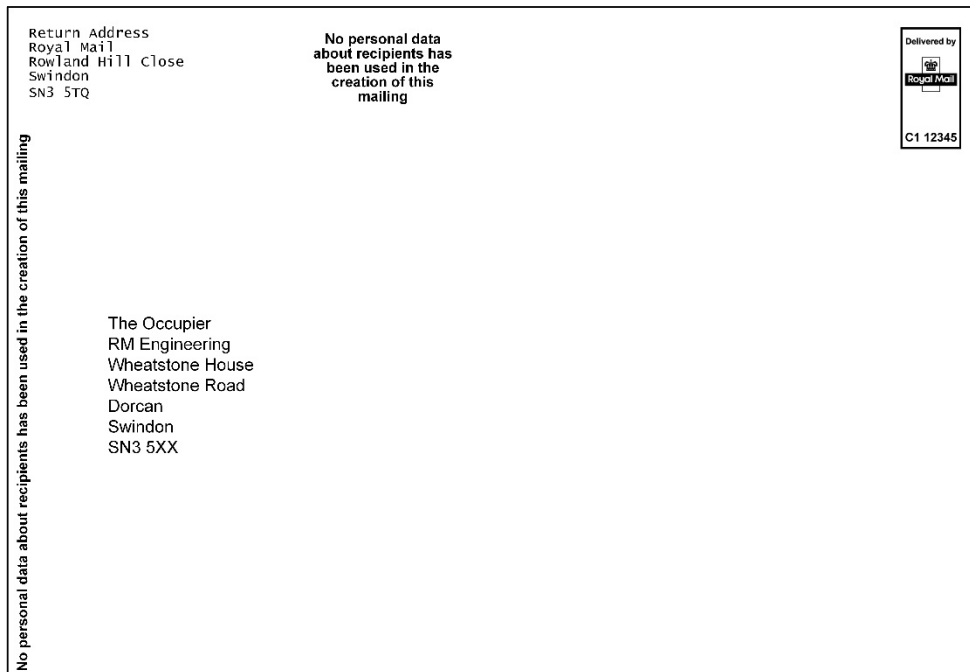 Return Address
Royal Mail
Rowland Hill Close
Swindon
SN3 5TQ
No personal data
about recipients has
been used in the
creation of this
mailing
Delivered by
Royal Mail
C1 12345
No personal data about recipients has been used in the creation of this mailing
The Occupier
RM Engineering
Wheatstone House
Wheatstone Road
Dorcan
Swindon
SN3 5XX